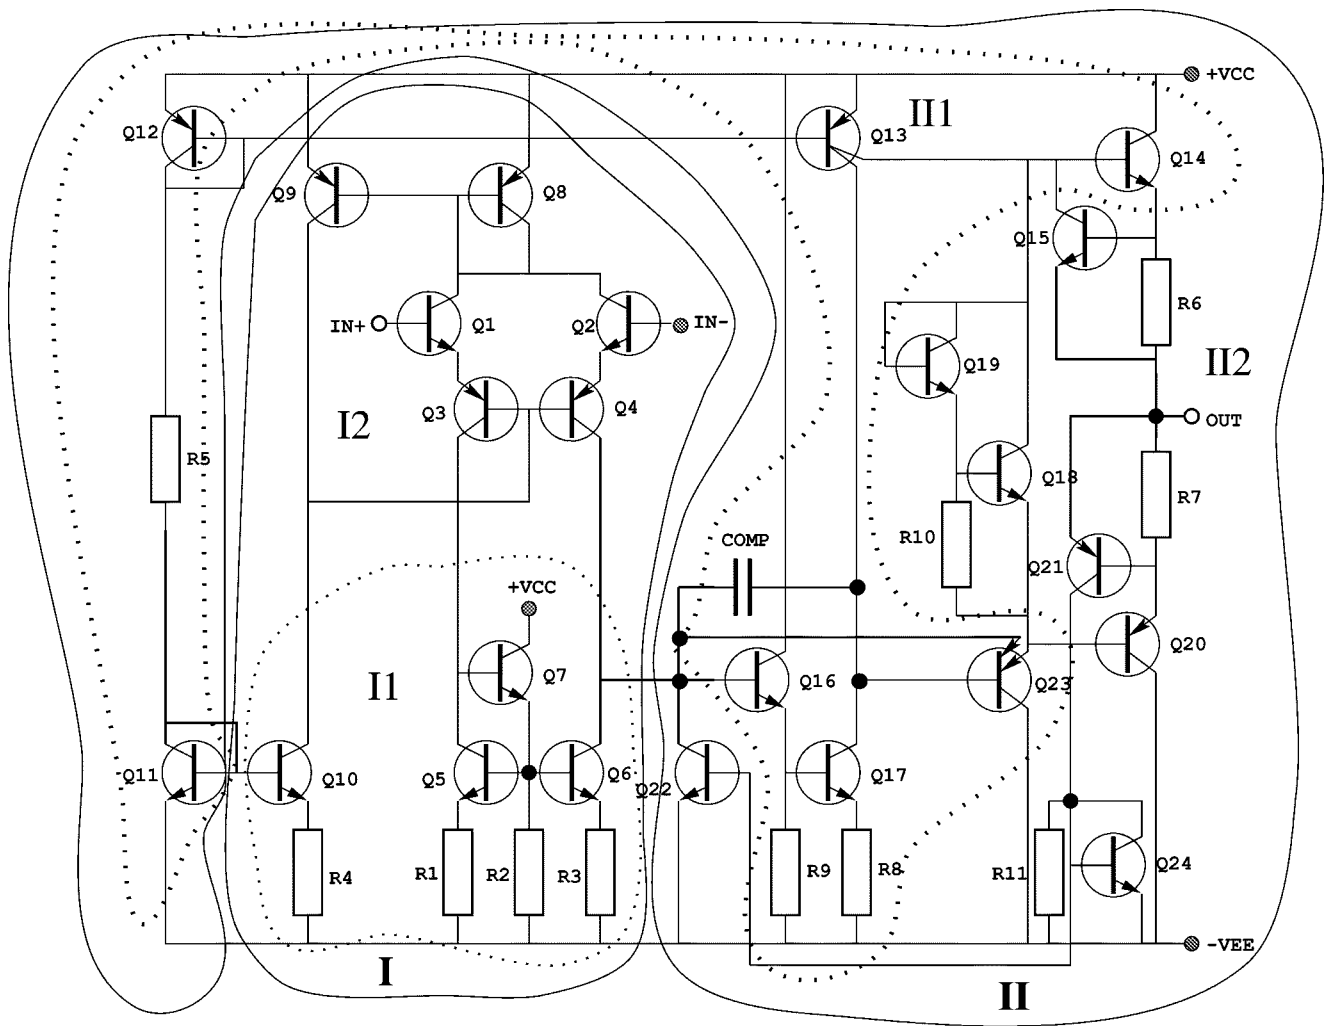 +VCC
II1
Q12
Q13
Q14
Q9
Q8
Q15
IN+
Q1
Q2
IN-
R6
Q19
II2
Q3
Q4
I2
OUT
R5
Q18
R7
R10
COMP
Q21
+VCC
Q7
I1
Q16
Q23
Q20
Q11
Q10
Q5
Q6
Q22
Q17
R4
R1
R2
R3
R9
R8
R11
Q24
-VEE
I
II